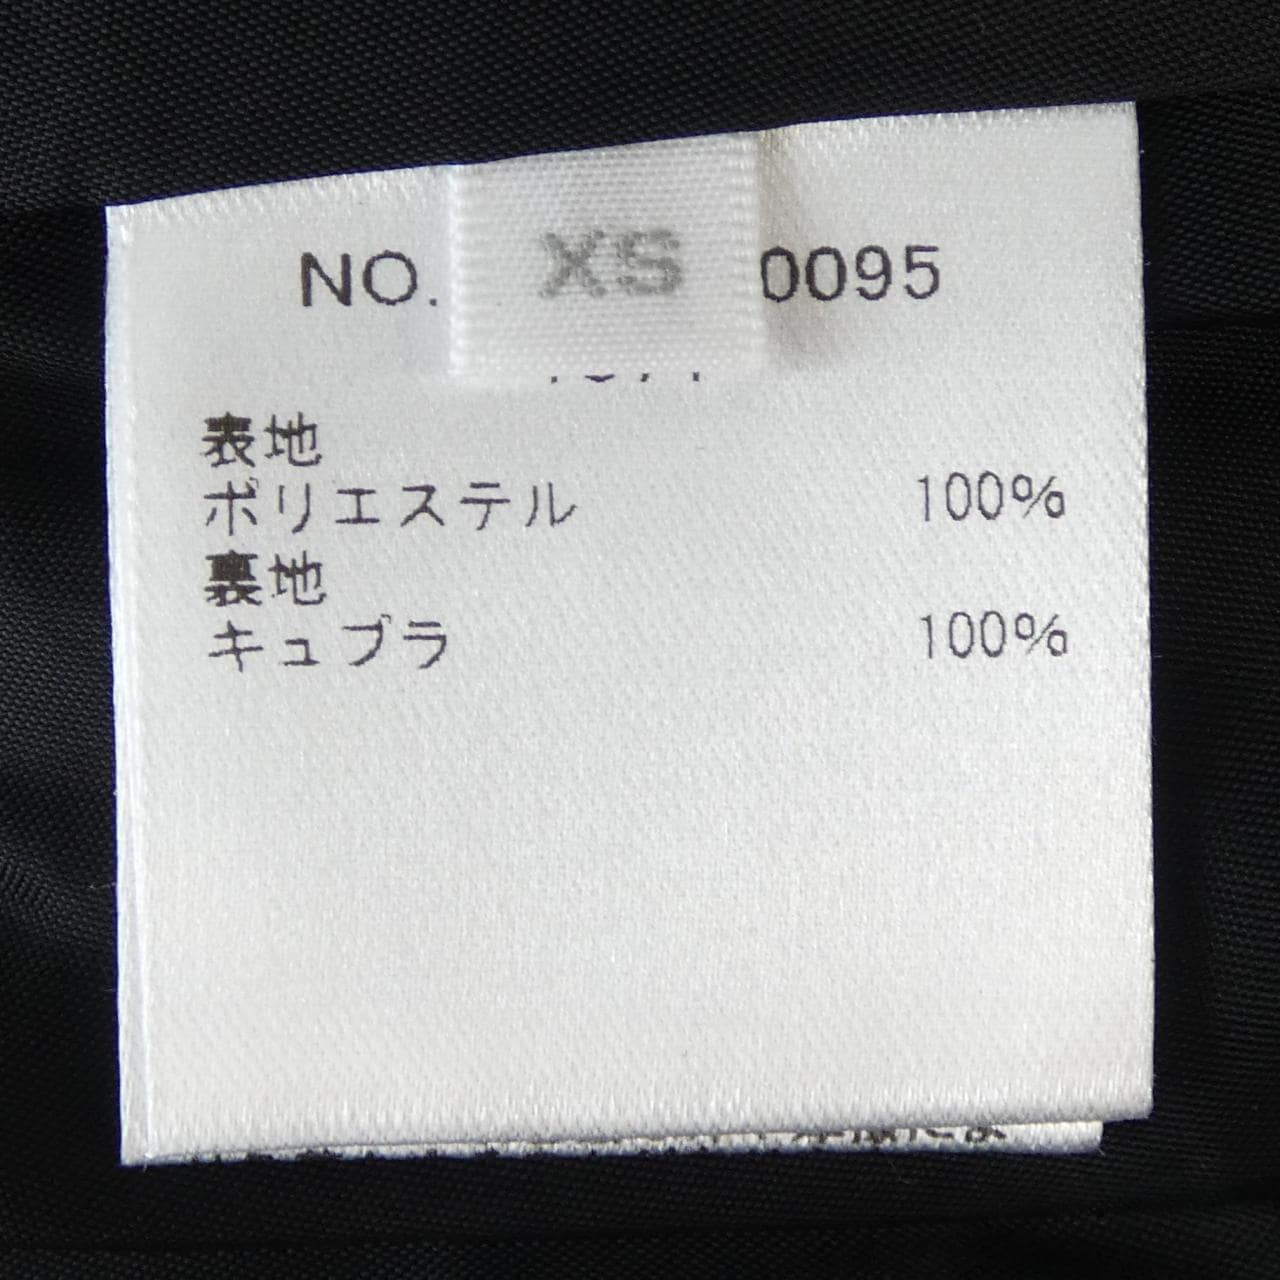 NO. XS 0095
表地
ポリエステル 100%
裏地
キュプラ 100%